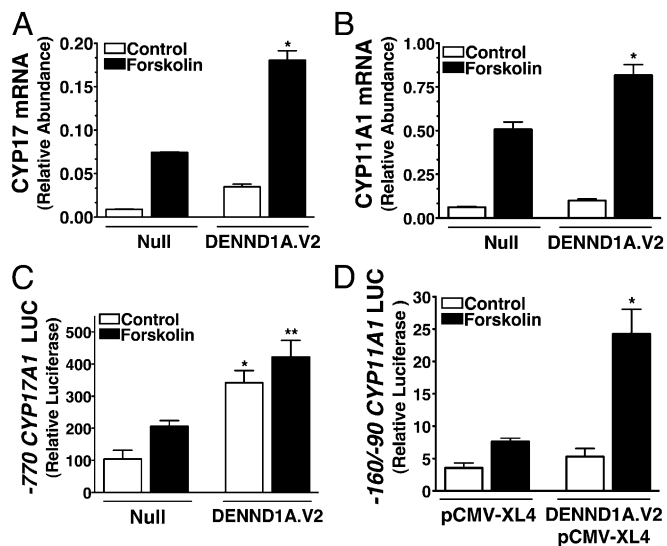 A
CYP17 mRNA
(Relative Abundance)
0.20
0.15
0.10
0.05
0.00
Control
Forskolin
*
Null
DENND1A.V2
B
CYP11A1 mRNA
(Relative Abundance)
1.00
0.75
0.50
0.25
0.00
Control
Forskolin
*
Null
DENND1A.V2
C
-770 CYP17A1 LUC
(Relative Luciferase)
500
400
300
200
100
0
Control
Forskolin
*
**
Null
DENND1A.V2
D
-160/-90 CYP11A1 LUC
(Relative Luciferase )
30
25
20
15
10
5
0
Control
Forskolin
*
pCMV-XL4
DENND1A.V2
pCMV-XL4